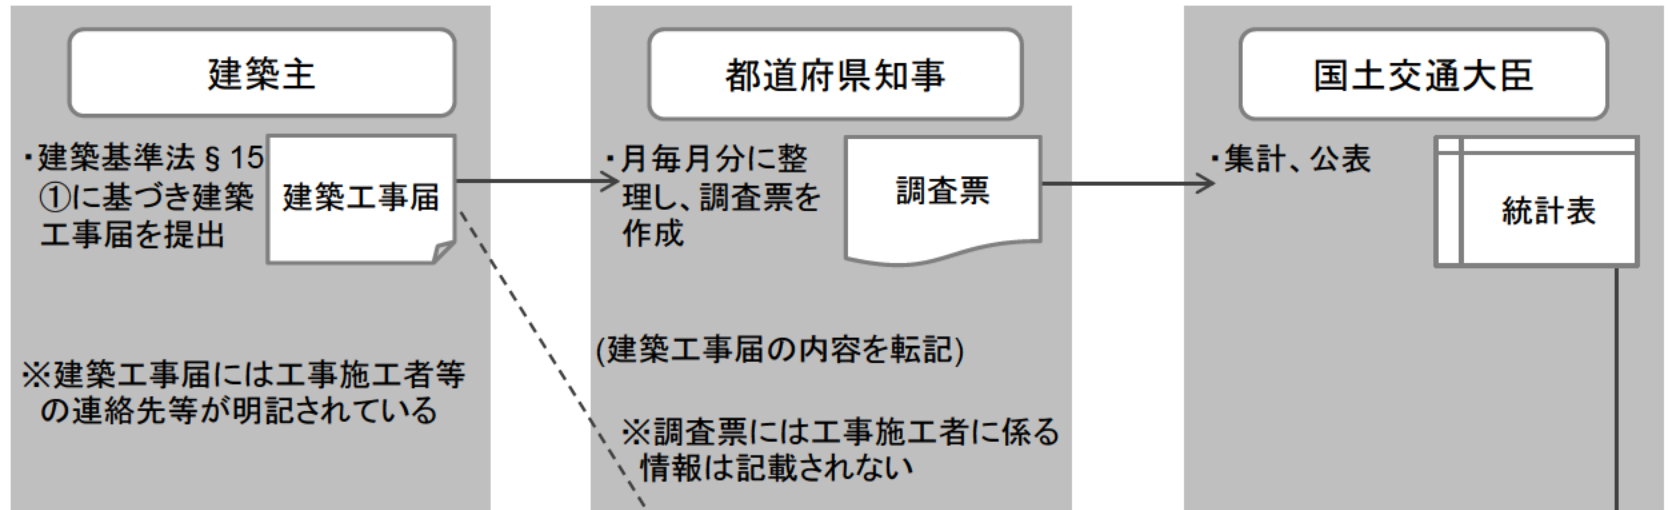 建築主
・建築基準法§15
①に基づき建築
工事届を提出
建築工事届
※建築工事届には工事施工者等
の連絡先等が明記されている
都道府県知事
・月毎月分に整
理し、調査票を
作成
調査票
(建築工事届の内容を転記)
※調査票には工事施工者に係る
情報は記載されない
国土交通大臣
・集計、公表
統計表